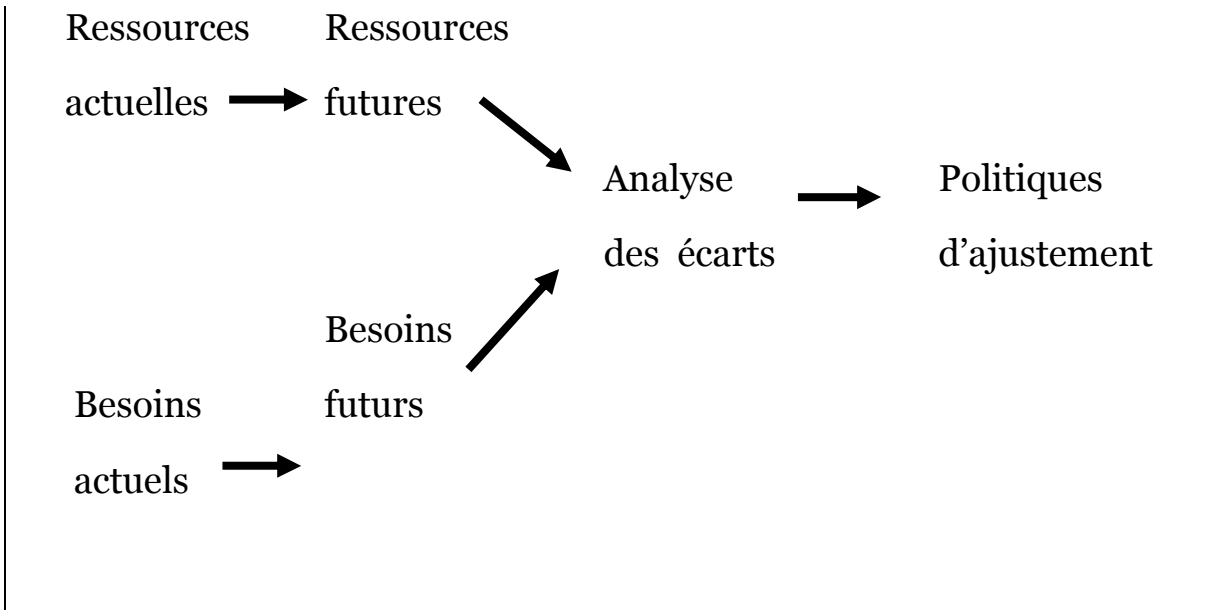 Ressources
actuelles
Ressources
futures
Analyse
des écarts
Politiques
d’ajustement
Besoins
futurs
Besoins
actuels